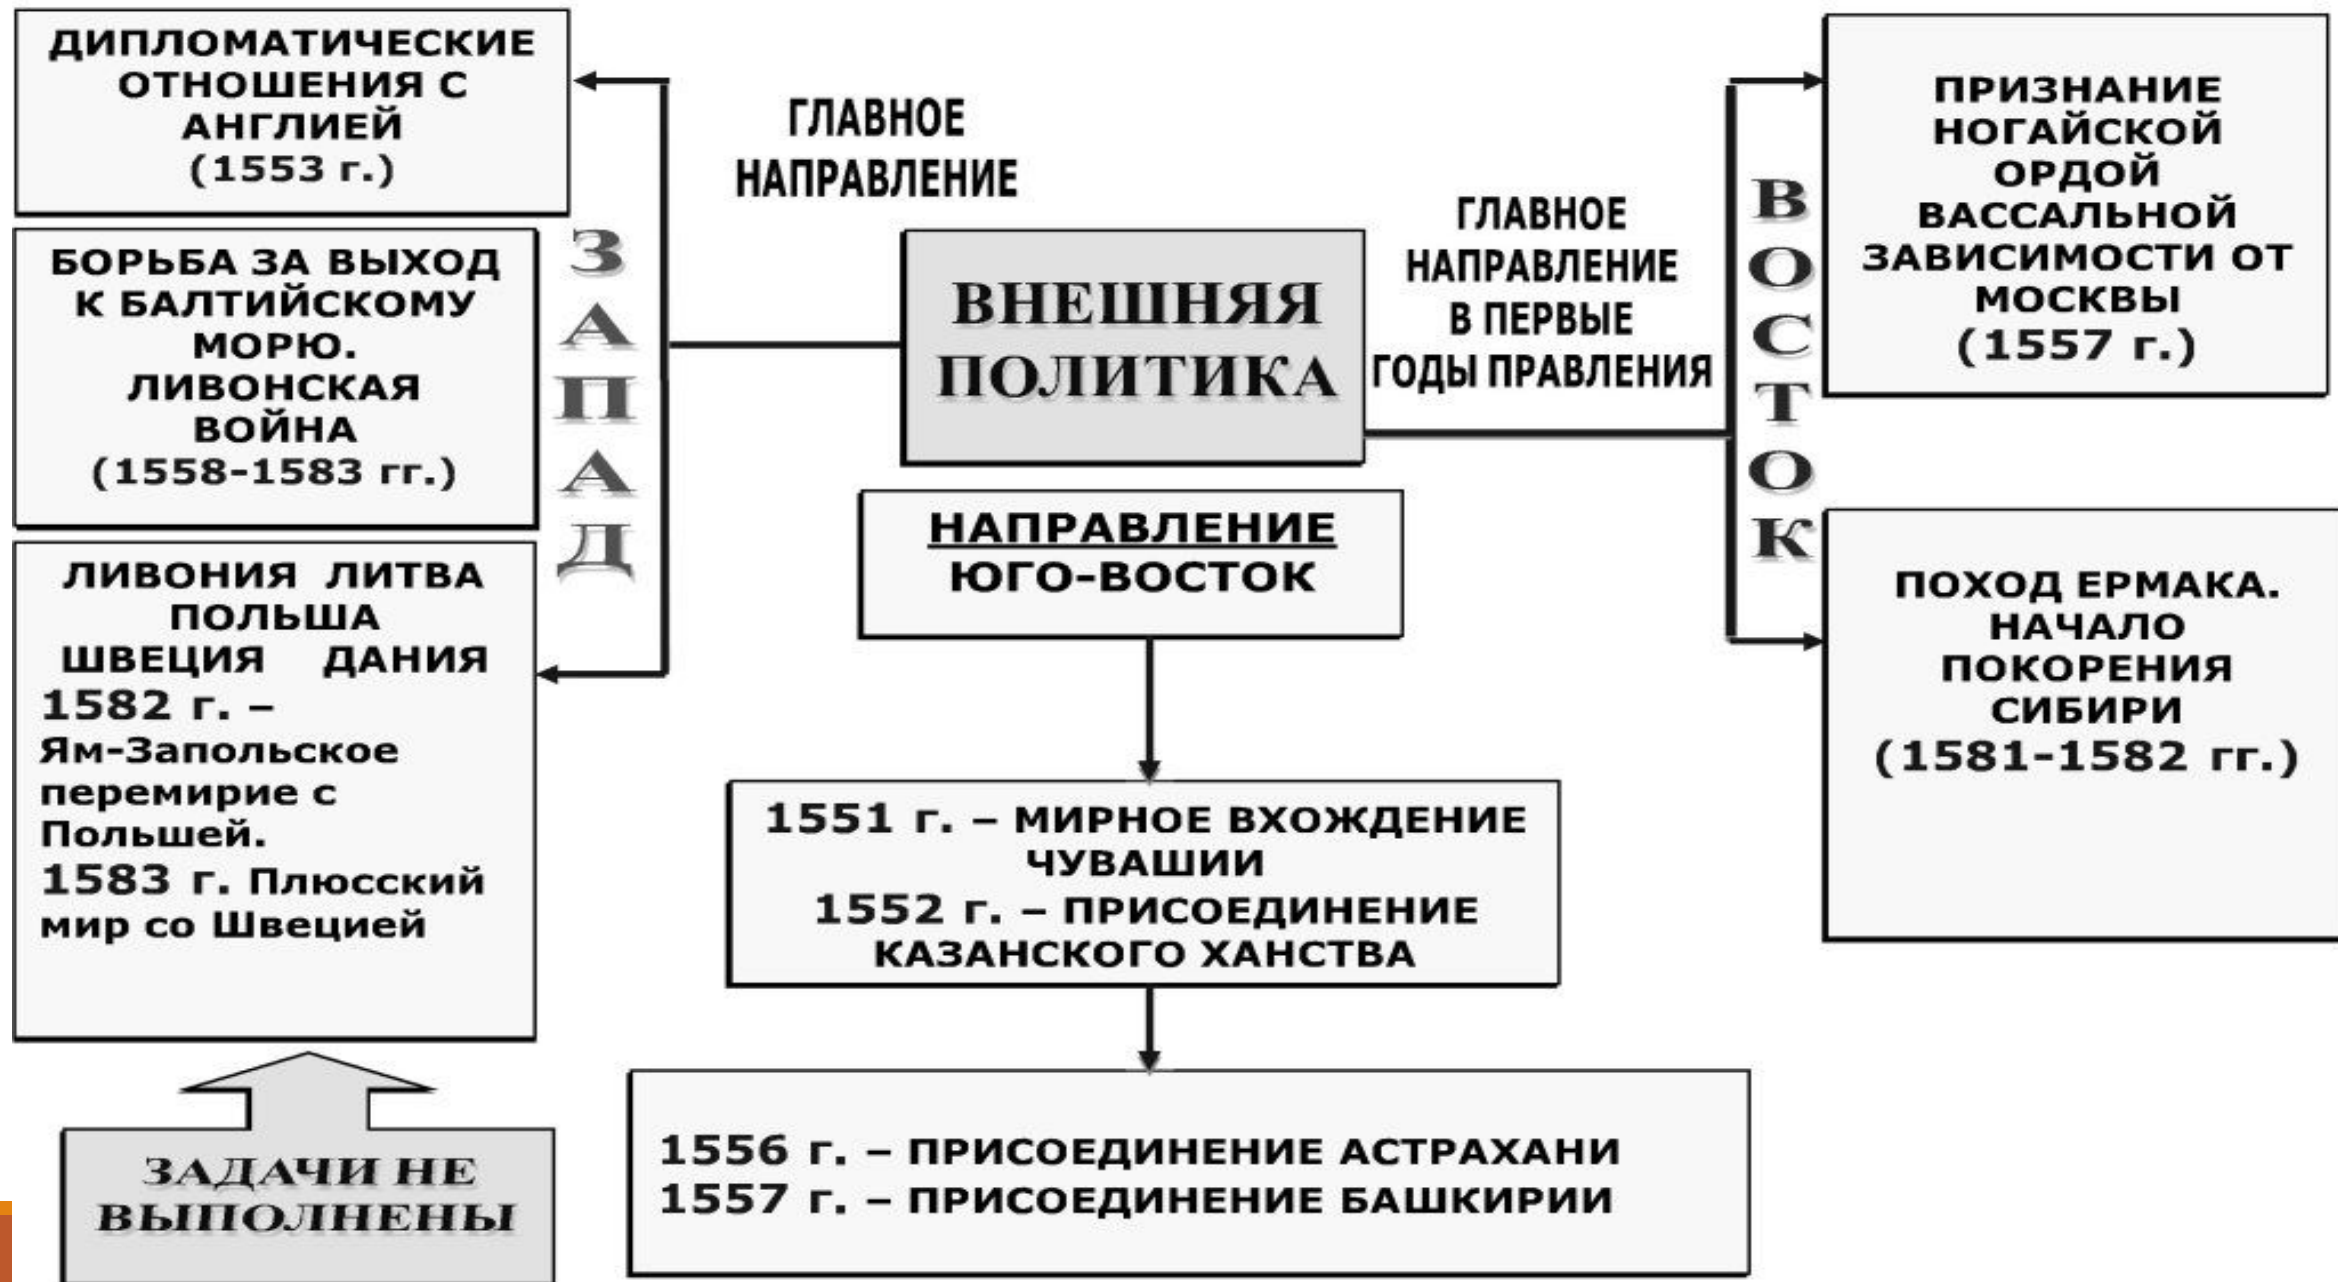 ДИПЛОМАТИЧЕСКИЕ
ОТНОШЕНИЯ С
АНГЛИЕЙ
(1553 г.)
БОРЬБА ЗА ВЫХОД
К БАЛТИЙСКОМУ
МОРЮ.
ЛИВОНСКАЯ
ВОЙНА
(1558-1583 гг.)
ЛИВОНИЯ ЛИТВА
ПОЛЬША
ШВЕЦИЯ ДАНИЯ
1582 г. –
Ям-Запольское
перемирие с
Польшей.
1583 г. Плюсский
мир со Швецией
ЗАДАЧИ НЕ
ВЫПОЛНЕНЫ
ЗАПАД
ГЛАВНОЕ
НАПРАВЛЕНИЕ
ВНЕШНЯЯ
ПОЛИТИКА
НАПРАВЛЕНИЕ
ЮГО-ВОСТОК
1551 г. – МИРНОЕ ВХОЖДЕНИЕ
ЧУВАШИИ
1552 г. – ПРИСОЕДИНЕНИЕ
КАЗАНСКОГО ХАНСТВА
1556 г. – ПРИСОЕДИНЕНИЕ АСТРАХАНИ
1557 г. – ПРИСОЕДИНЕНИЕ БАШКИРИИ
ГЛАВНОЕ
НАПРАВЛЕНИЕ
В ПЕРВЫЕ
ГОДЫ ПРАВЛЕНИЯ
ВОСТОК
ПРИЗНАНИЕ
НОГАЙСКОЙ
ОРДОЙ
ВАССАЛЬНОЙ
ЗАВИСИМОСТИ ОТ
МОСКВЫ
(1557 г.)
ПОХОД ЕРМАКА.
НАЧАЛО
ПОКОРЕНИЯ
СИБИРИ
(1581-1582 гг.)